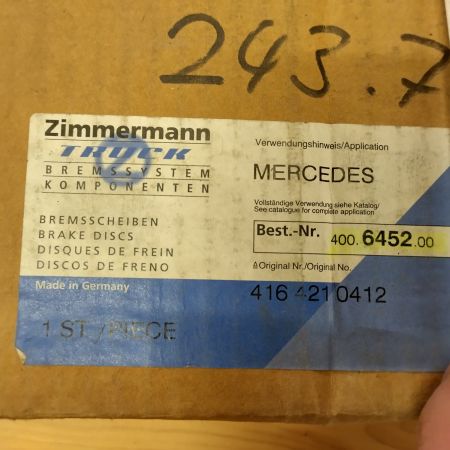 243.7
Zimmermann
TRUCK
BREMSSYSTEM
KOMPONENTEN
BREMSSCHEIBEN
BRAKE DISCS
DISQUES DE FREIN
DISCOS DE FRENO
Made in Germany
1 ST./PIECE
Verwendungshinweis/Application
MERCEDES
Vollständige Verwendung siehe Katalog/
See catalogue for complete application
Best.-Nr. 400.6452.00
Original Nr./Original No.
416 421 0412